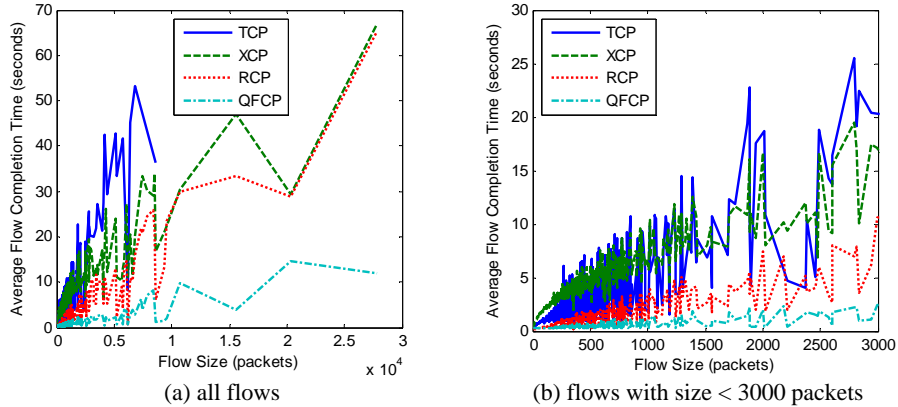 Average Flow Completion Time (seconds)
70
60
50
40
30
20
10
0
TCP
XCP
RCP
QFCP
0
0.5
1
1.5
2
2.5
3
x 10^4
Flow Size (packets)
(a) all flows
Average Flow Completion Time (seconds)
30
25
20
15
10
5
0
TCP
XCP
RCP
QFCP
0
500
1000
1500
2000
2500
3000
Flow Size (packets)
(b) flows with size < 3000 packets